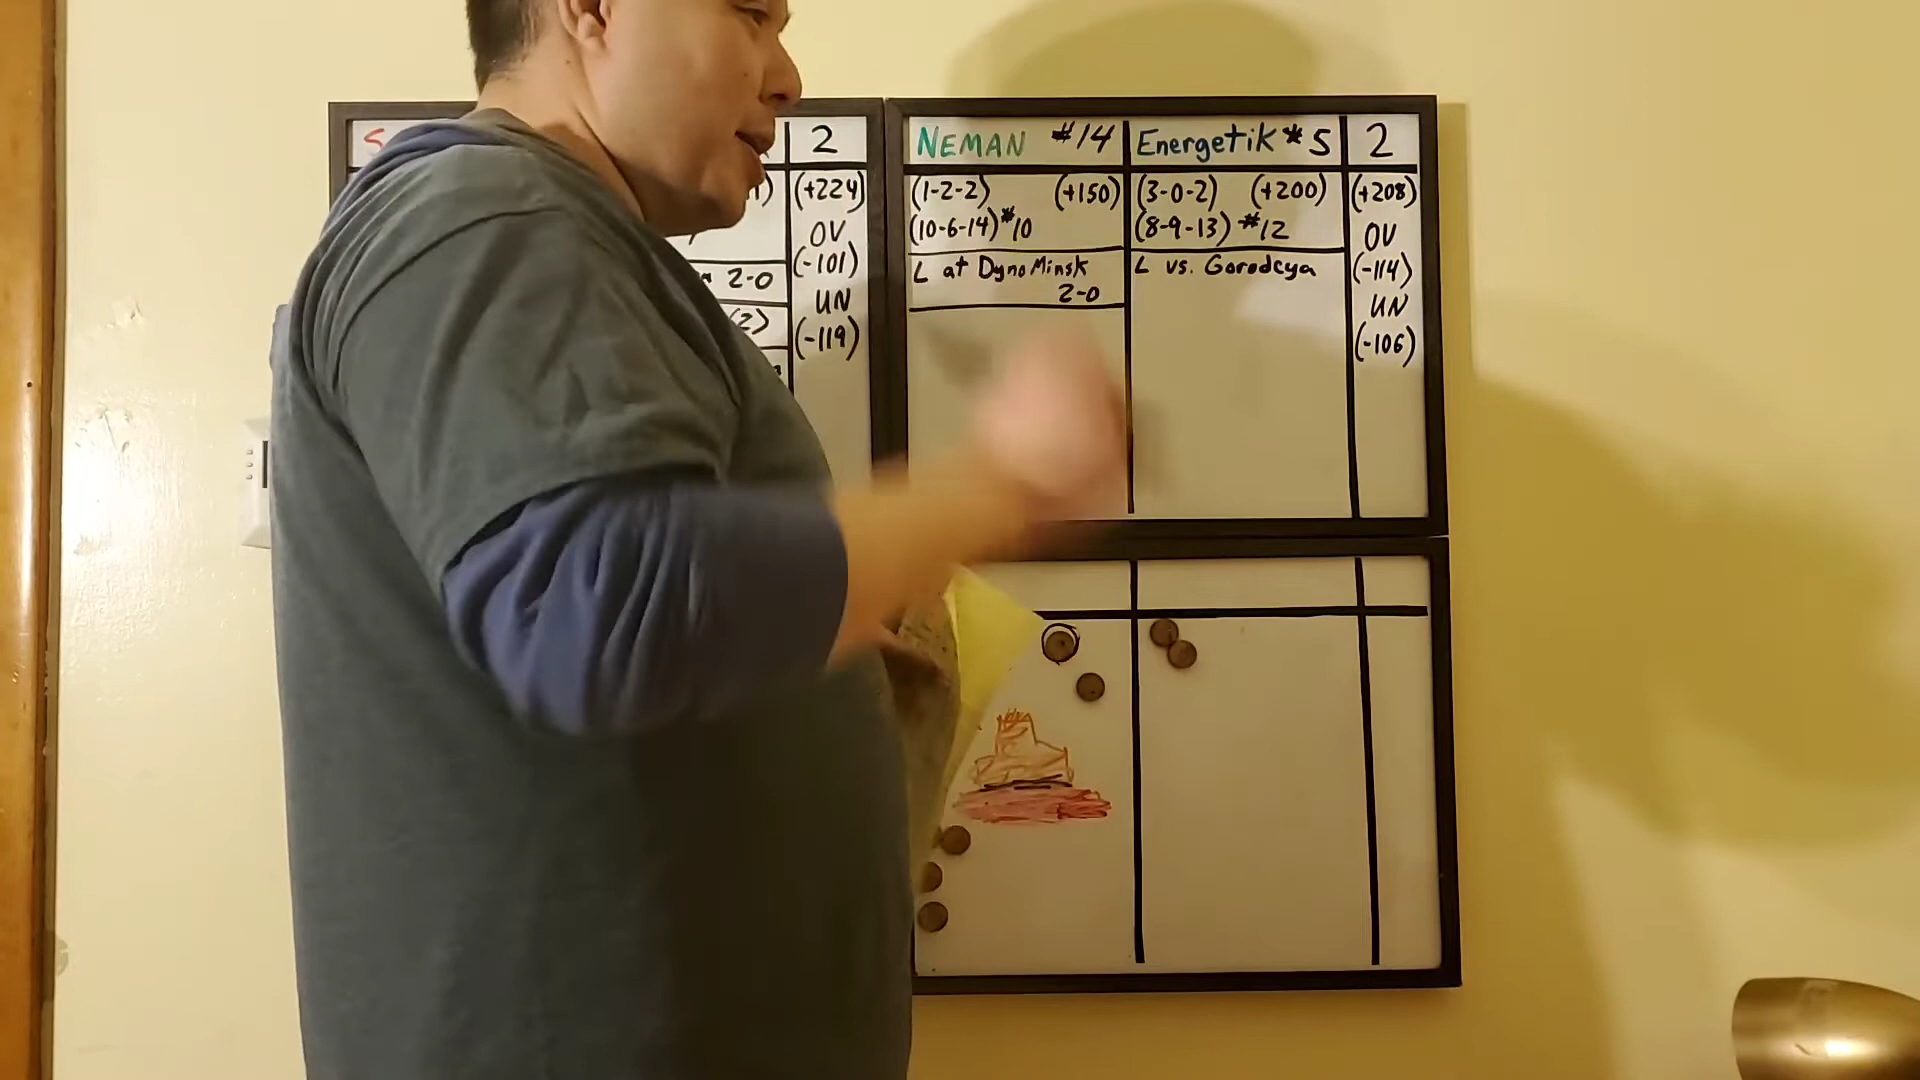 S
2
(+224)
OV
(-101)
2-0
UN
(-119)
NEMAN #14
Energetik #5
2
(1-2-2) (+150)
(10-6-14) #10
L at DynoMinsk
2-0
(3-0-2) (+200)
(8-9-13) #12
L vs. Gorodeya
(+208)
OV
(-114)
UN
(-106)